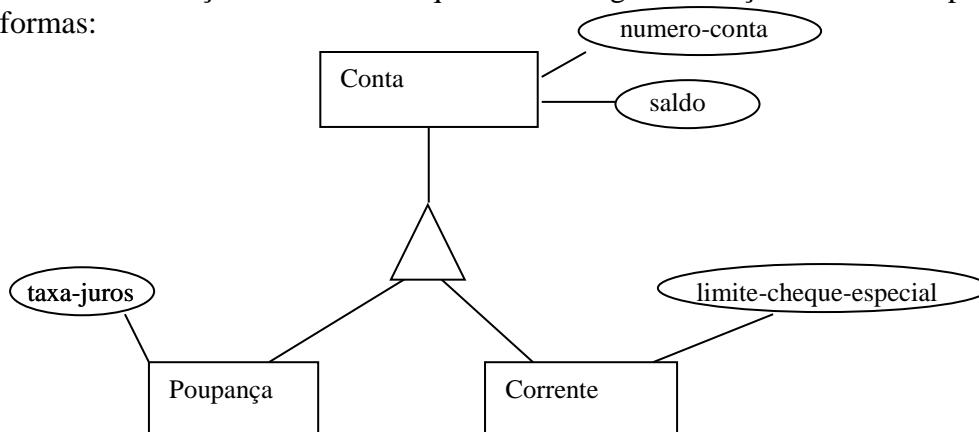 formas:
numero-conta
Conta
saldo
taxa-juros
limite-cheque-especial
Poupança
Corrente